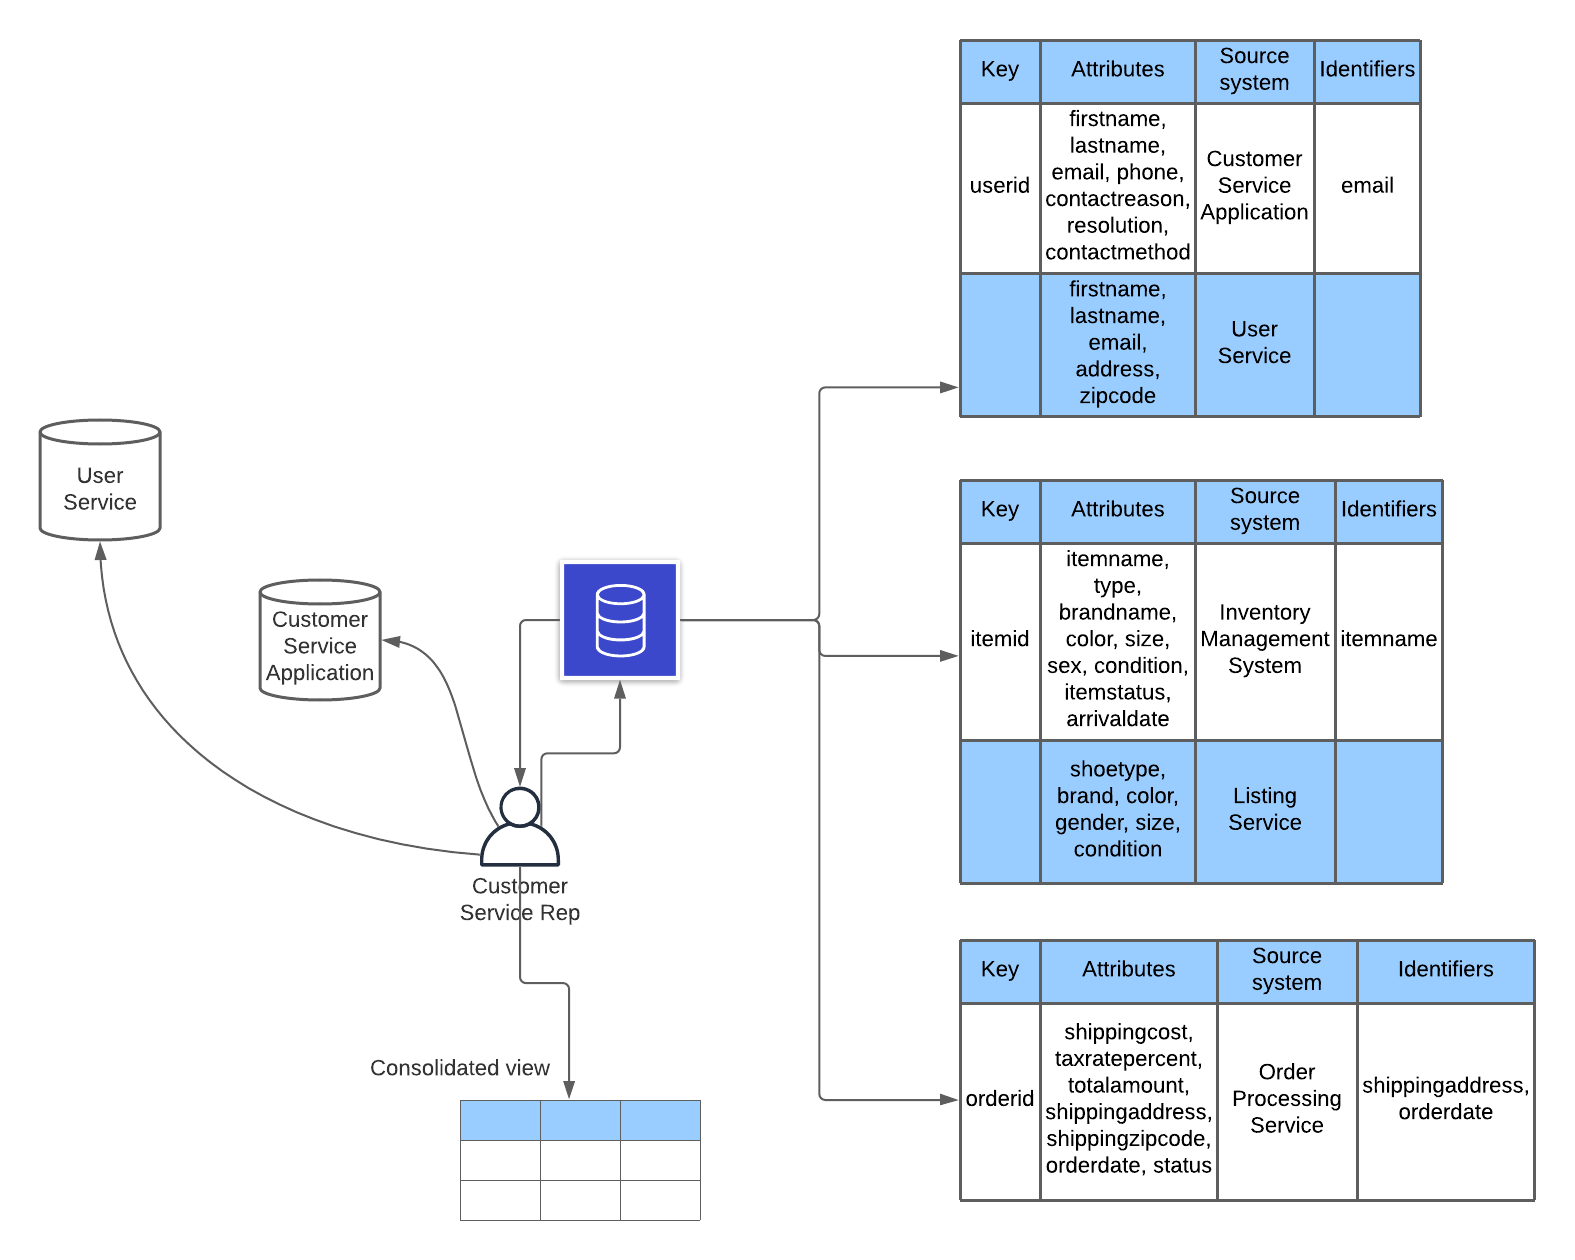 Key
Attributes
Source
system
Identifiers
userid
firstname,
lastname,
email, phone,
contactreason,
resolution,
contactmethod
Customer
Service
Application
email
firstname,
lastname,
email,
address,
zipcode
User
Service
User
Service
Customer
Service
Application
Key
Attributes
Source
system
Identifiers
itemid
itemname,
type,
brandname,
color, size,
sex, condition,
itemstatus,
arrivaldate
Inventory
Management
System
itemname
shoetype,
brand, color,
gender, size,
condition
Listing
Service
Customer
Service Rep
Consolidated view
Key
Attributes
Source
system
Identifiers
orderid
shippingcost,
taxratepercent,
totalamount,
shippingaddress,
shippingzipcode,
orderdate, status
Order
Processing
Service
shippingaddress,
orderdate